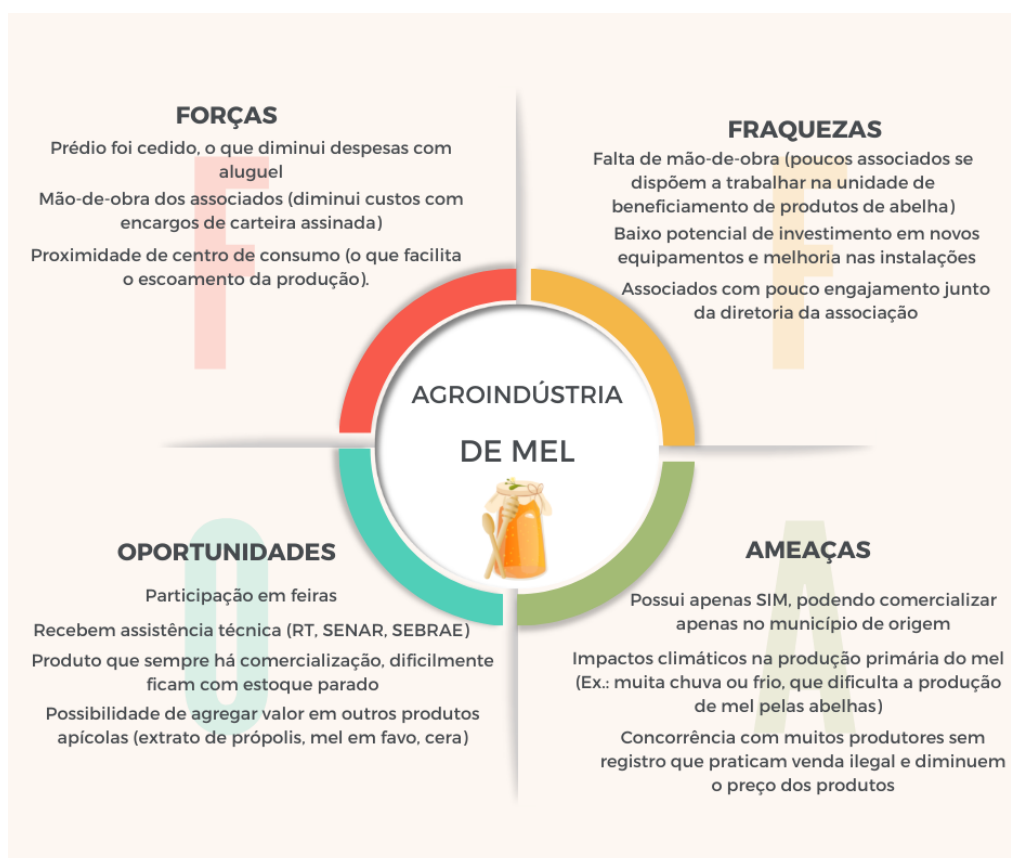 FORÇAS
Prédio foi cedido, o que diminui despesas com
aluguel
Mão-de-obra dos associados (diminui custos com
encargos de carteira assinada)
Proximidade de centro de consumo (o que facilita
o escoamento da produção).
F
FRAQUEZAS
Falta de mão-de-obra (poucos associados se
dispõem a trabalhar na unidade de
beneficiamento de produtos de abelha)
Baixo potencial de investimento em novos
equipamentos e melhoria nas instalações
Associados com pouco engajamento junto
da diretoria da associação
F
AGROINDÚSTRIA
DE MEL
OPORTUNIDADES
Participação em feiras
Recebem assistência técnica (RT, SENAR, SEBRAE)
Produto que sempre há comercialização, dificilmente
ficam com estoque parado
Possibilidade de agregar valor em outros produtos
apícolas (extrato de própolis, mel em favo, cera)
O
AMEAÇAS
Possui apenas SIM, podendo comercializar
apenas no município de origem
Impactos climáticos na produção primária do mel
(Ex.: muita chuva ou frio, que dificulta a produção
de mel pelas abelhas)
Concorrência com muitos produtores sem
registro que praticam venda ilegal e diminuem
o preço dos produtos
A